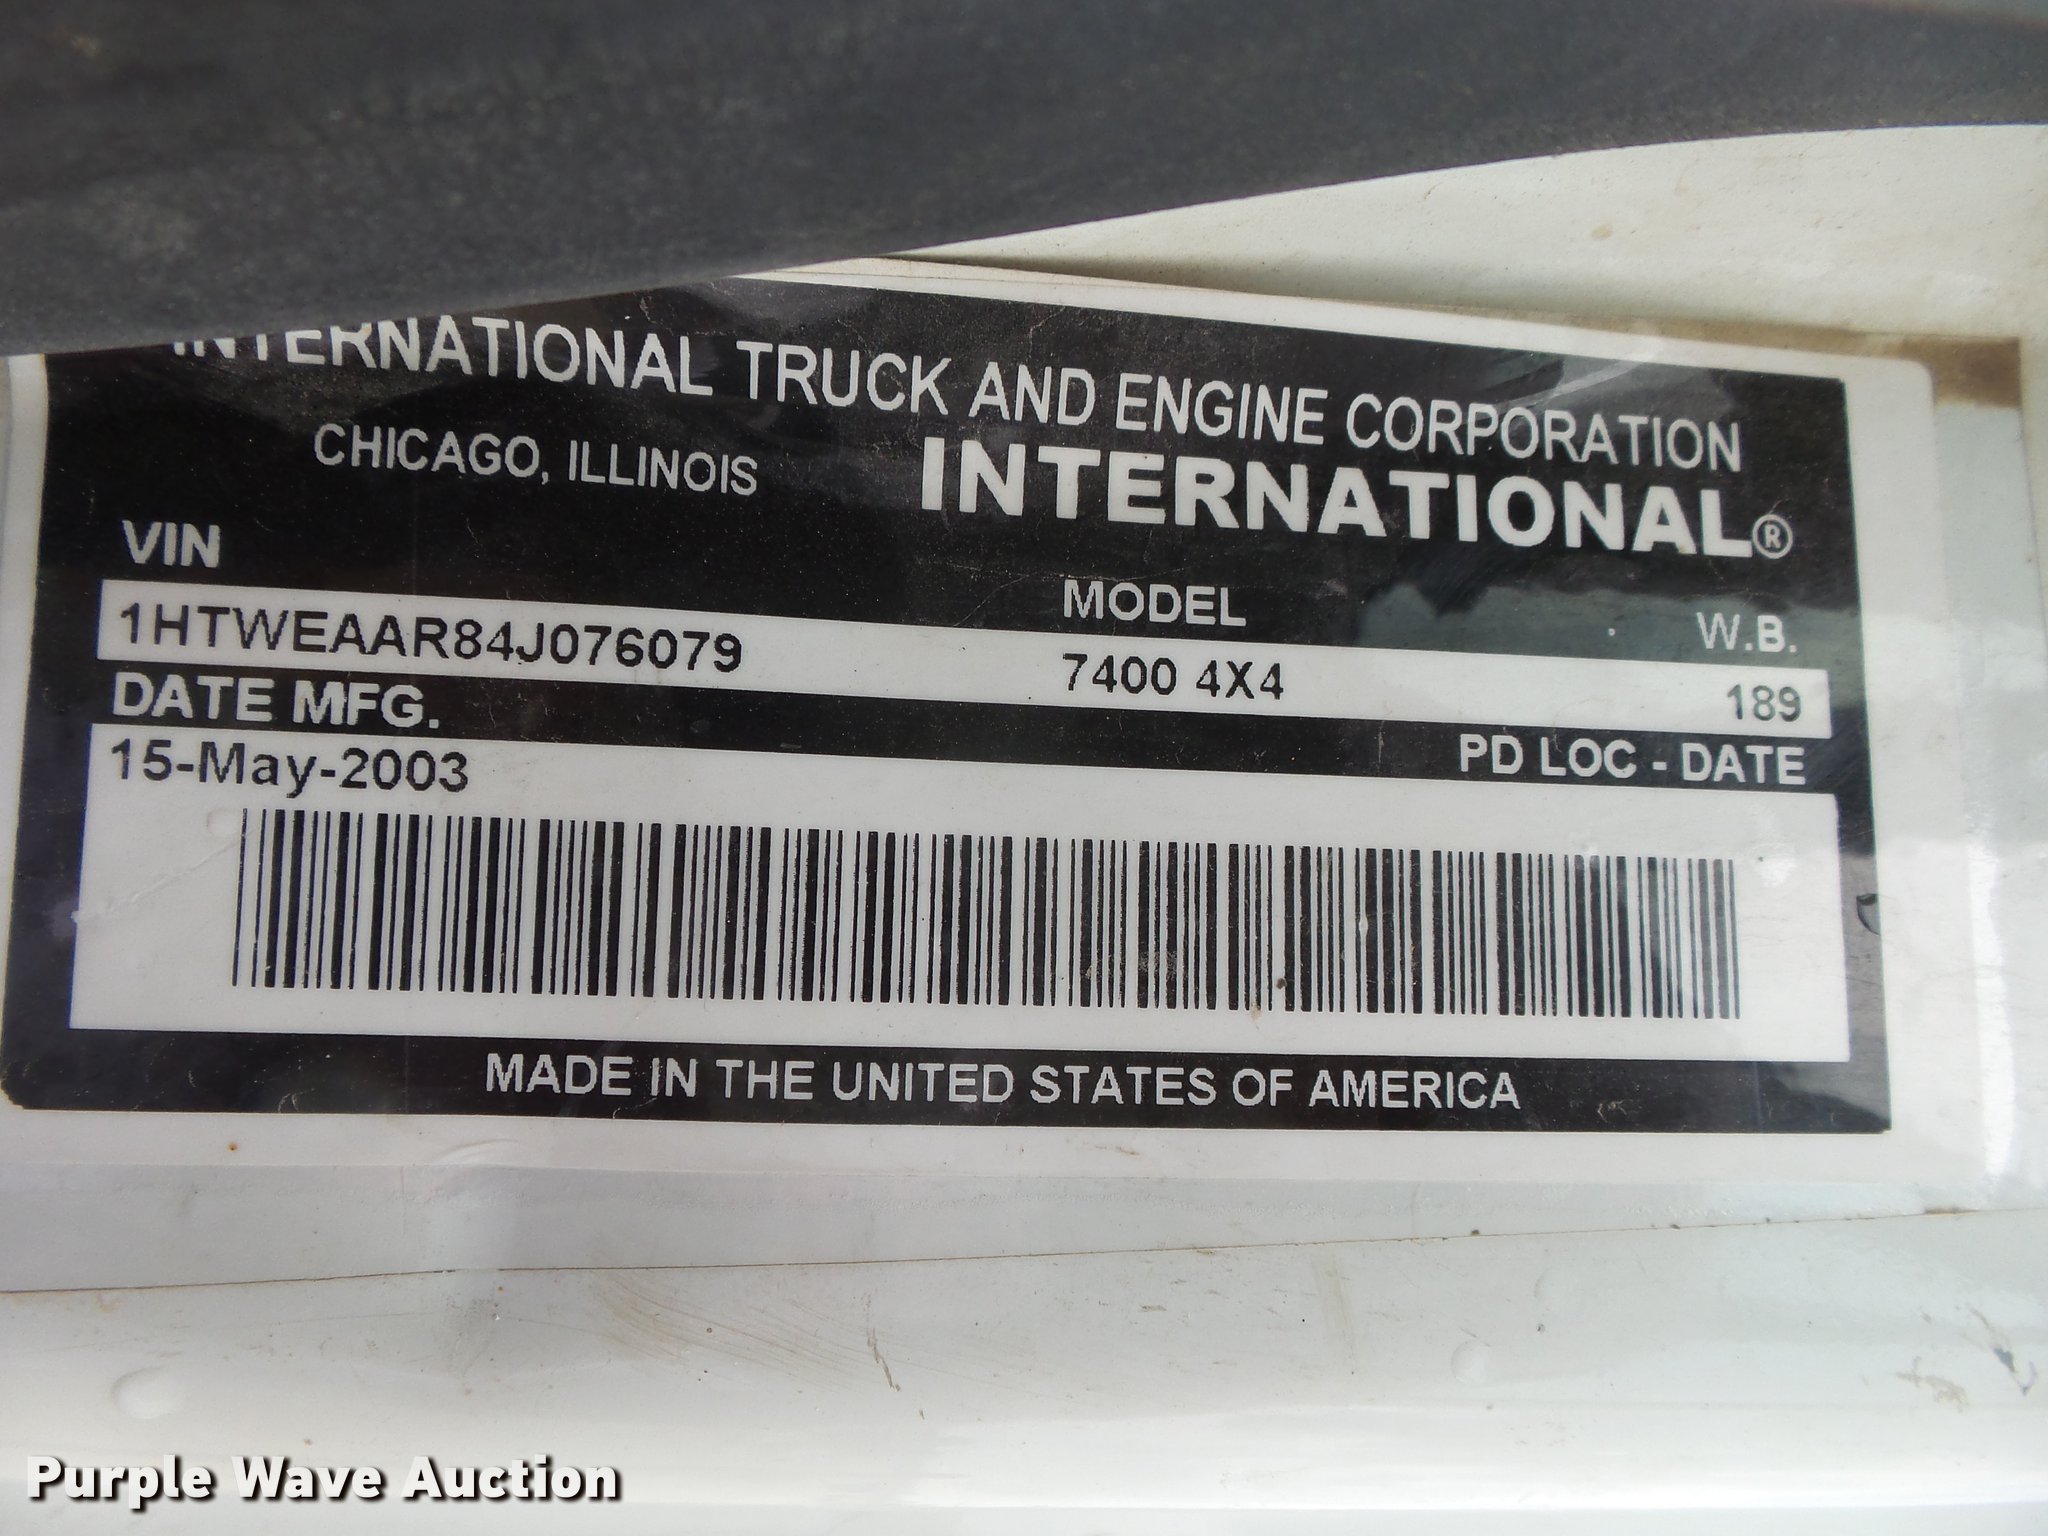 INTERNATIONAL TRUCK AND ENGINE CORPORATION
CHICAGO, ILLINOIS
INTERNATIONAL®
VIN
MODEL
W.B.
1HTWEAAR84J076079
7400 4X4
189
DATE MFG.
PD LOC - DATE
15-May-2003
MADE IN THE UNITED STATES OF AMERICA
Purple Wave Auction